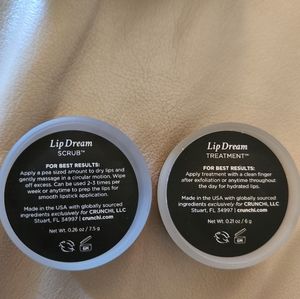 Lip Dream
SCRUB™
FOR BEST RESULTS:
Apply a pea sized amount to dry lips and
gently massage in a circular motion. Wipe
off excess. Can be used 2-3 times per
week or anytime to prep the lips for
smooth lipstick application.
Made in the USA with globally sourced
ingredients exclusively for CRUNCHI, LLC
Stuart, FL 34997 | crunchi.com
Net Wt. 0.26 oz / 7.5 g
Lip Dream
TREATMENT™
FOR BEST RESULTS:
Apply treatment with a clean finger
after exfoliation or anytime throughout
the day for hydrated lips.
Made in the USA with globally sourced
ingredients exclusively for CRUNCHI, LLC
Stuart, FL 34997 | crunchi.com
Net Wt. 0.21 oz / 6 g